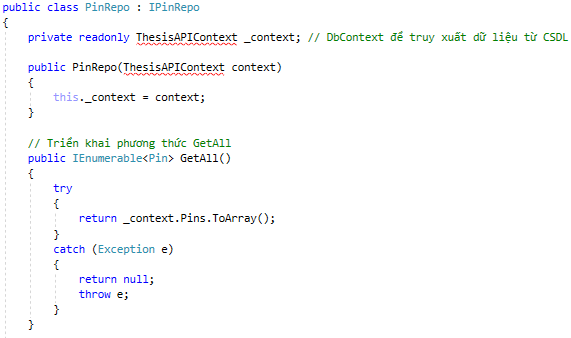 public class PinRepo : IPinRepo
{
    private readonly ThesisAPIContext _context; // DbContext để truy xuất dữ liệu từ CSDL
    public PinRepo(ThesisAPIContext context)
    {
        this._context = context;
    }
    // Triển khai phương thức GetAll
    public IEnumerable<Pin> GetAll()
    {
        try
        {
            return _context.Pins.ToArray();
        }
        catch (Exception e)
        {
            return null;
            throw e;
        }
    }